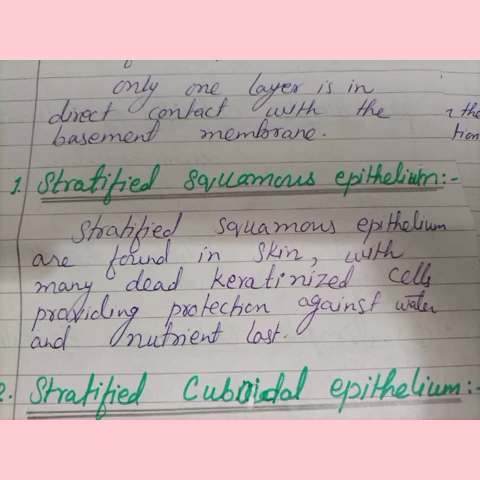 only one layer is in
direct contact with the
basement membrane.
1. Stratified squamous epithelium:-
Stratified squamous epithelium
are found in skin, with
many dead keratinized cells
providing protection against water
and nutrient lost.
2. Stratified Cuboidal epithelium:-
the
tion